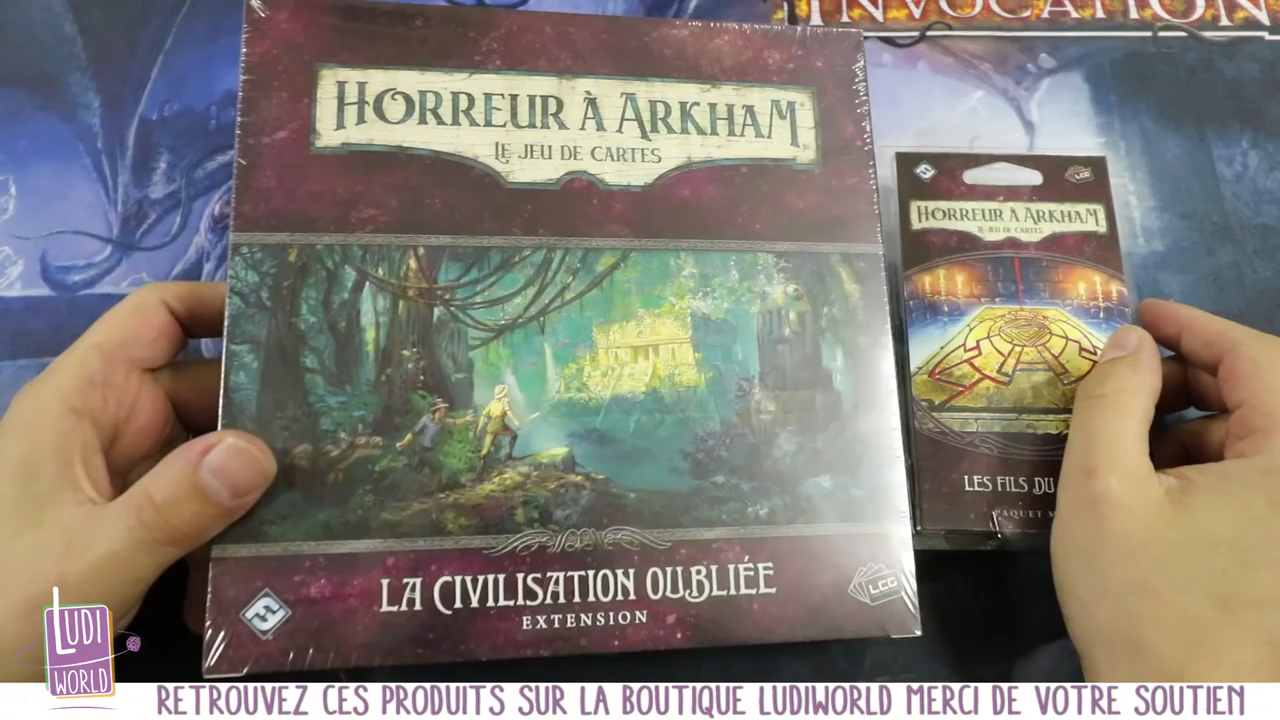 INVOCATION
HORREUR À ARKHAM
LE JEU DE CARTES
LA CIVILISATION OUBLIÉE
EXTENSION
LCG
LCG
HORREUR À ARKHAM
LE JEU DE CARTES
LES FILS DU
PAQUET
LUDI
WORLD
RETROUVEZ CES PRODUITS SUR LA BOUTIQUE LUDIWORLD MERCI DE VOTRE SOUTIEN